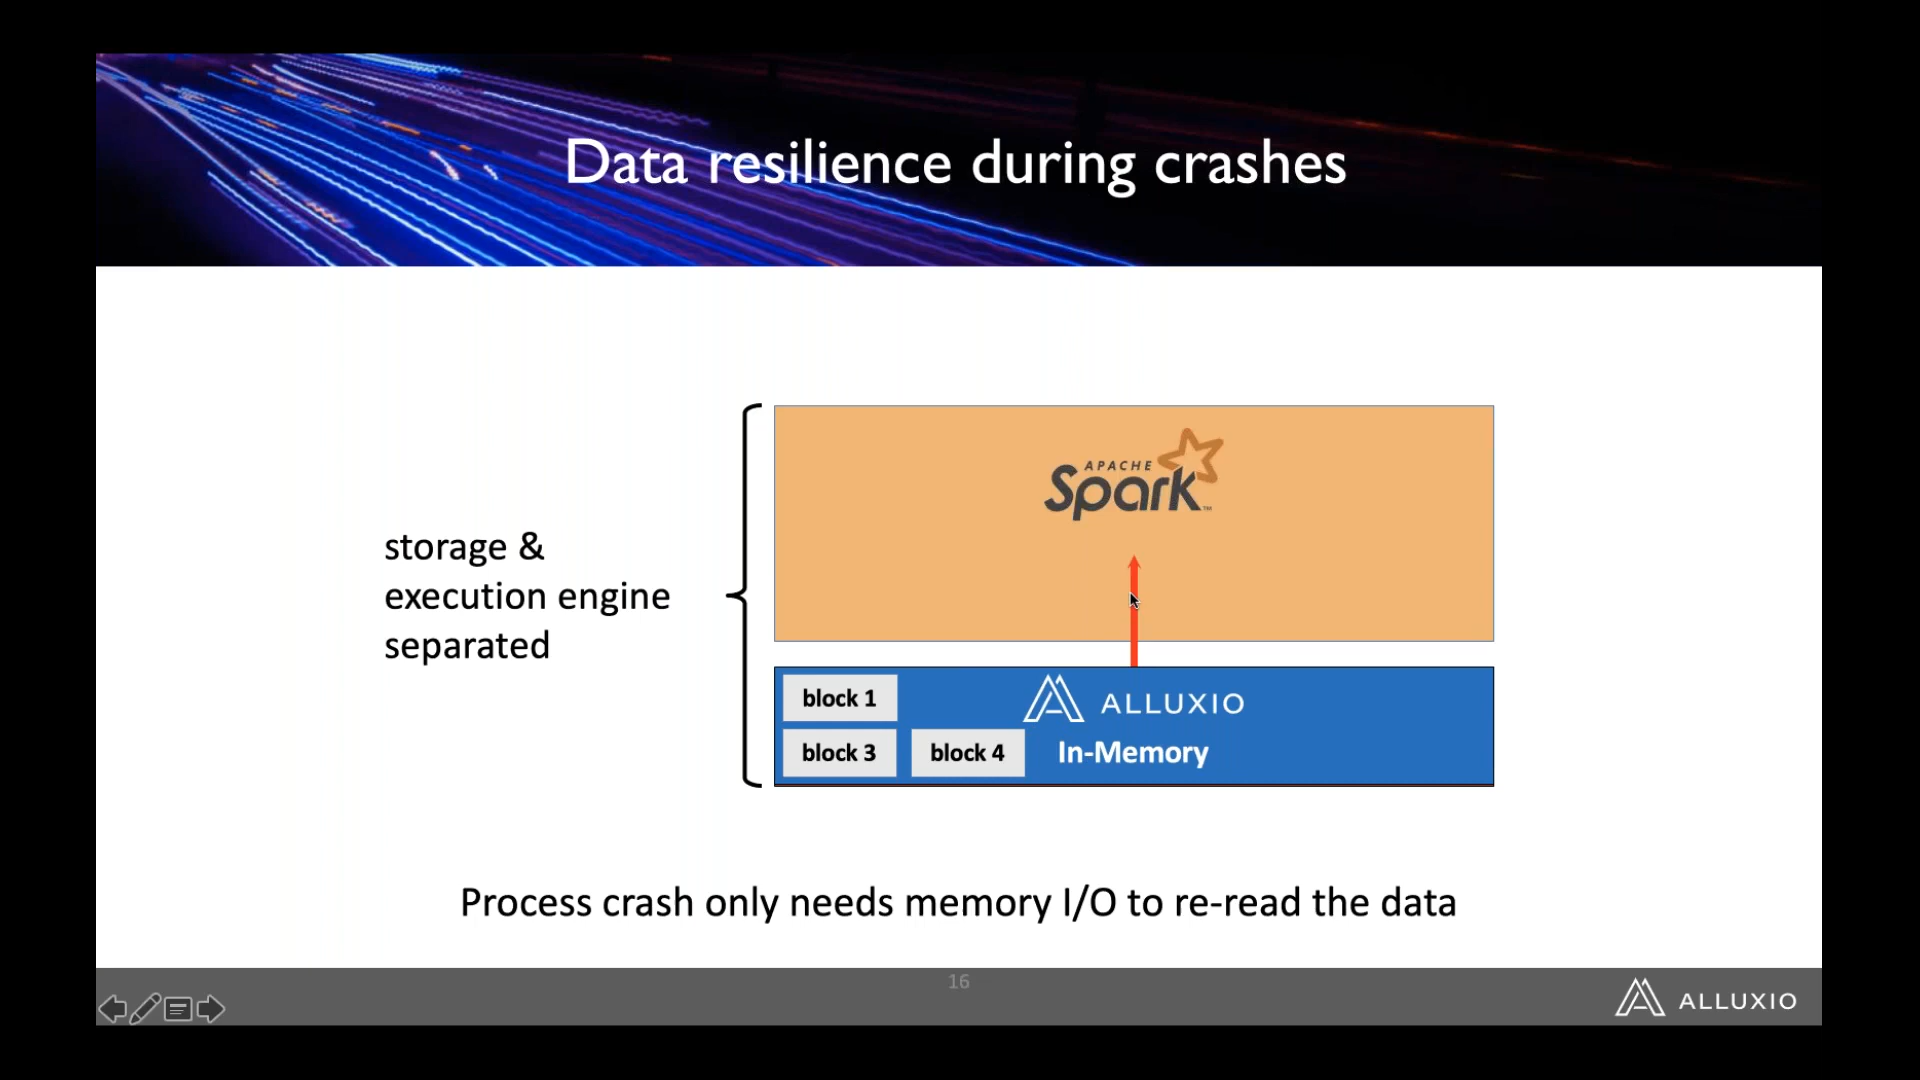 Data resilience during crashes
APACHE
Spark™
storage &
execution engine
separated
block 1
ALLUXIO
block 3
block 4
In-Memory
Process crash only needs memory I/O to re-read the data
16
ALLUXIO